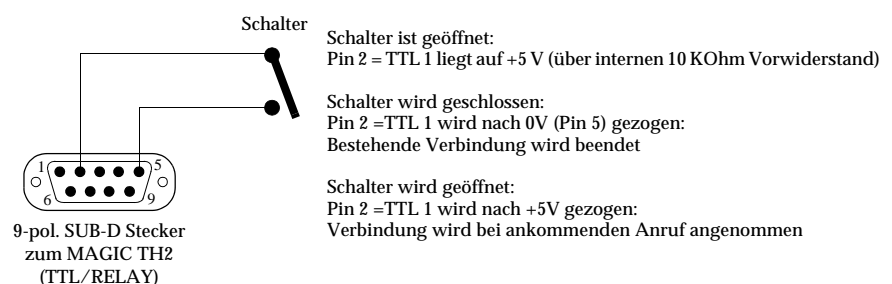 Schalter
Schalter ist geöffnet:
Pin 2 = TTL 1 liegt auf +5 V (über internen 10 KOhm Vorwiderstand)
Schalter wird geschlossen:
Pin 2 =TTL 1 wird nach 0V (Pin 5) gezogen:
Bestehende Verbindung wird beendet
Schalter wird geöffnet:
Pin 2 =TTL 1 wird nach +5V gezogen:
Verbindung wird bei ankommenden Anruf angenommen
1 5
6 9
9-pol. SUB-D Stecker
zum MAGIC TH2
(TTL/RELAY)